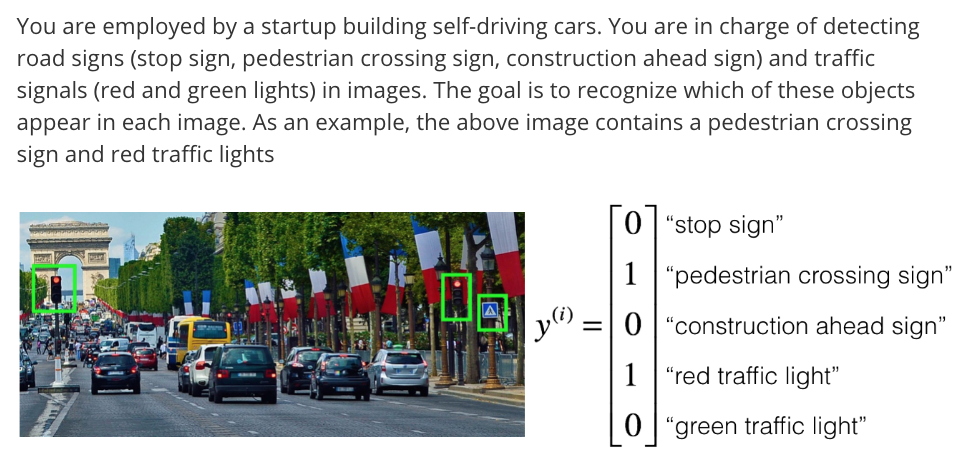 You are employed by a startup building self-driving cars. You are in charge of detecting
road signs (stop sign, pedestrian crossing sign, construction ahead sign) and traffic
signals (red and green lights) in images. The goal is to recognize which of these objects
appear in each image. As an example, the above image contains a pedestrian crossing
sign and red traffic lights
y(i) =
0 “stop sign”
1 “pedestrian crossing sign”
0 “construction ahead sign”
1 “red traffic light”
0 “green traffic light”